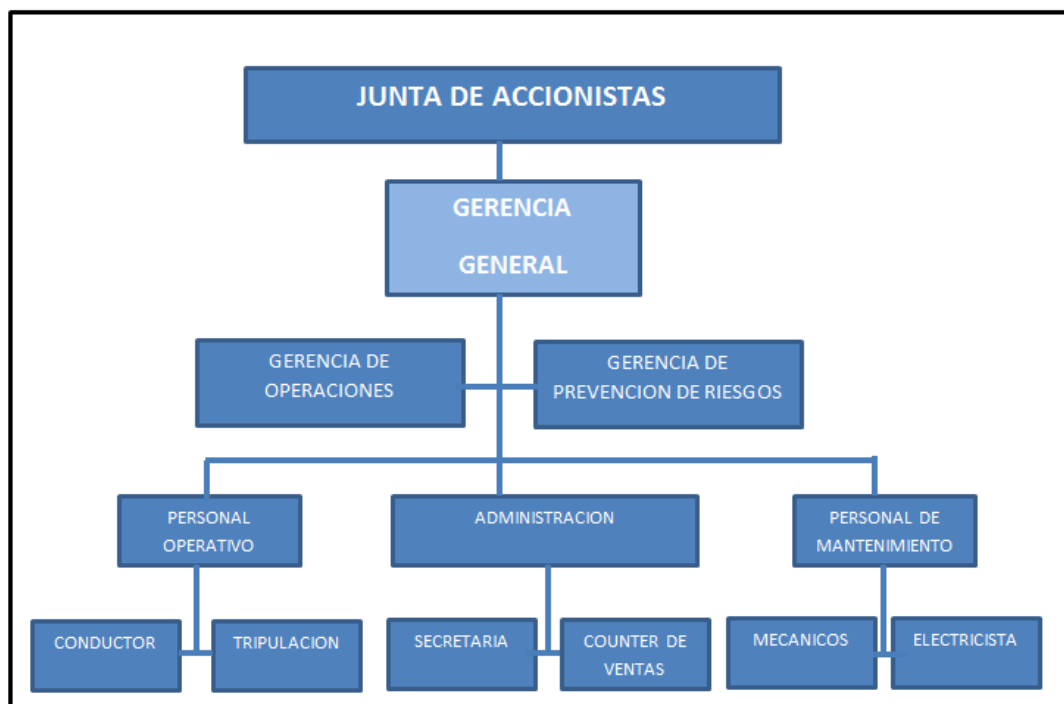 JUNTA DE ACCIONISTAS
GERENCIA
GENERAL
GERENCIA DE
OPERACIONES
GERENCIA DE
PREVENCION DE RIESGOS
PERSONAL
OPERATIVO
ADMINISTRACION
PERSONAL DE
MANTENIMIENTO
CONDUCTOR
TRIPULACION
SECRETARIA
COUNTER DE
VENTAS
MECANICOS
ELECTRICISTA